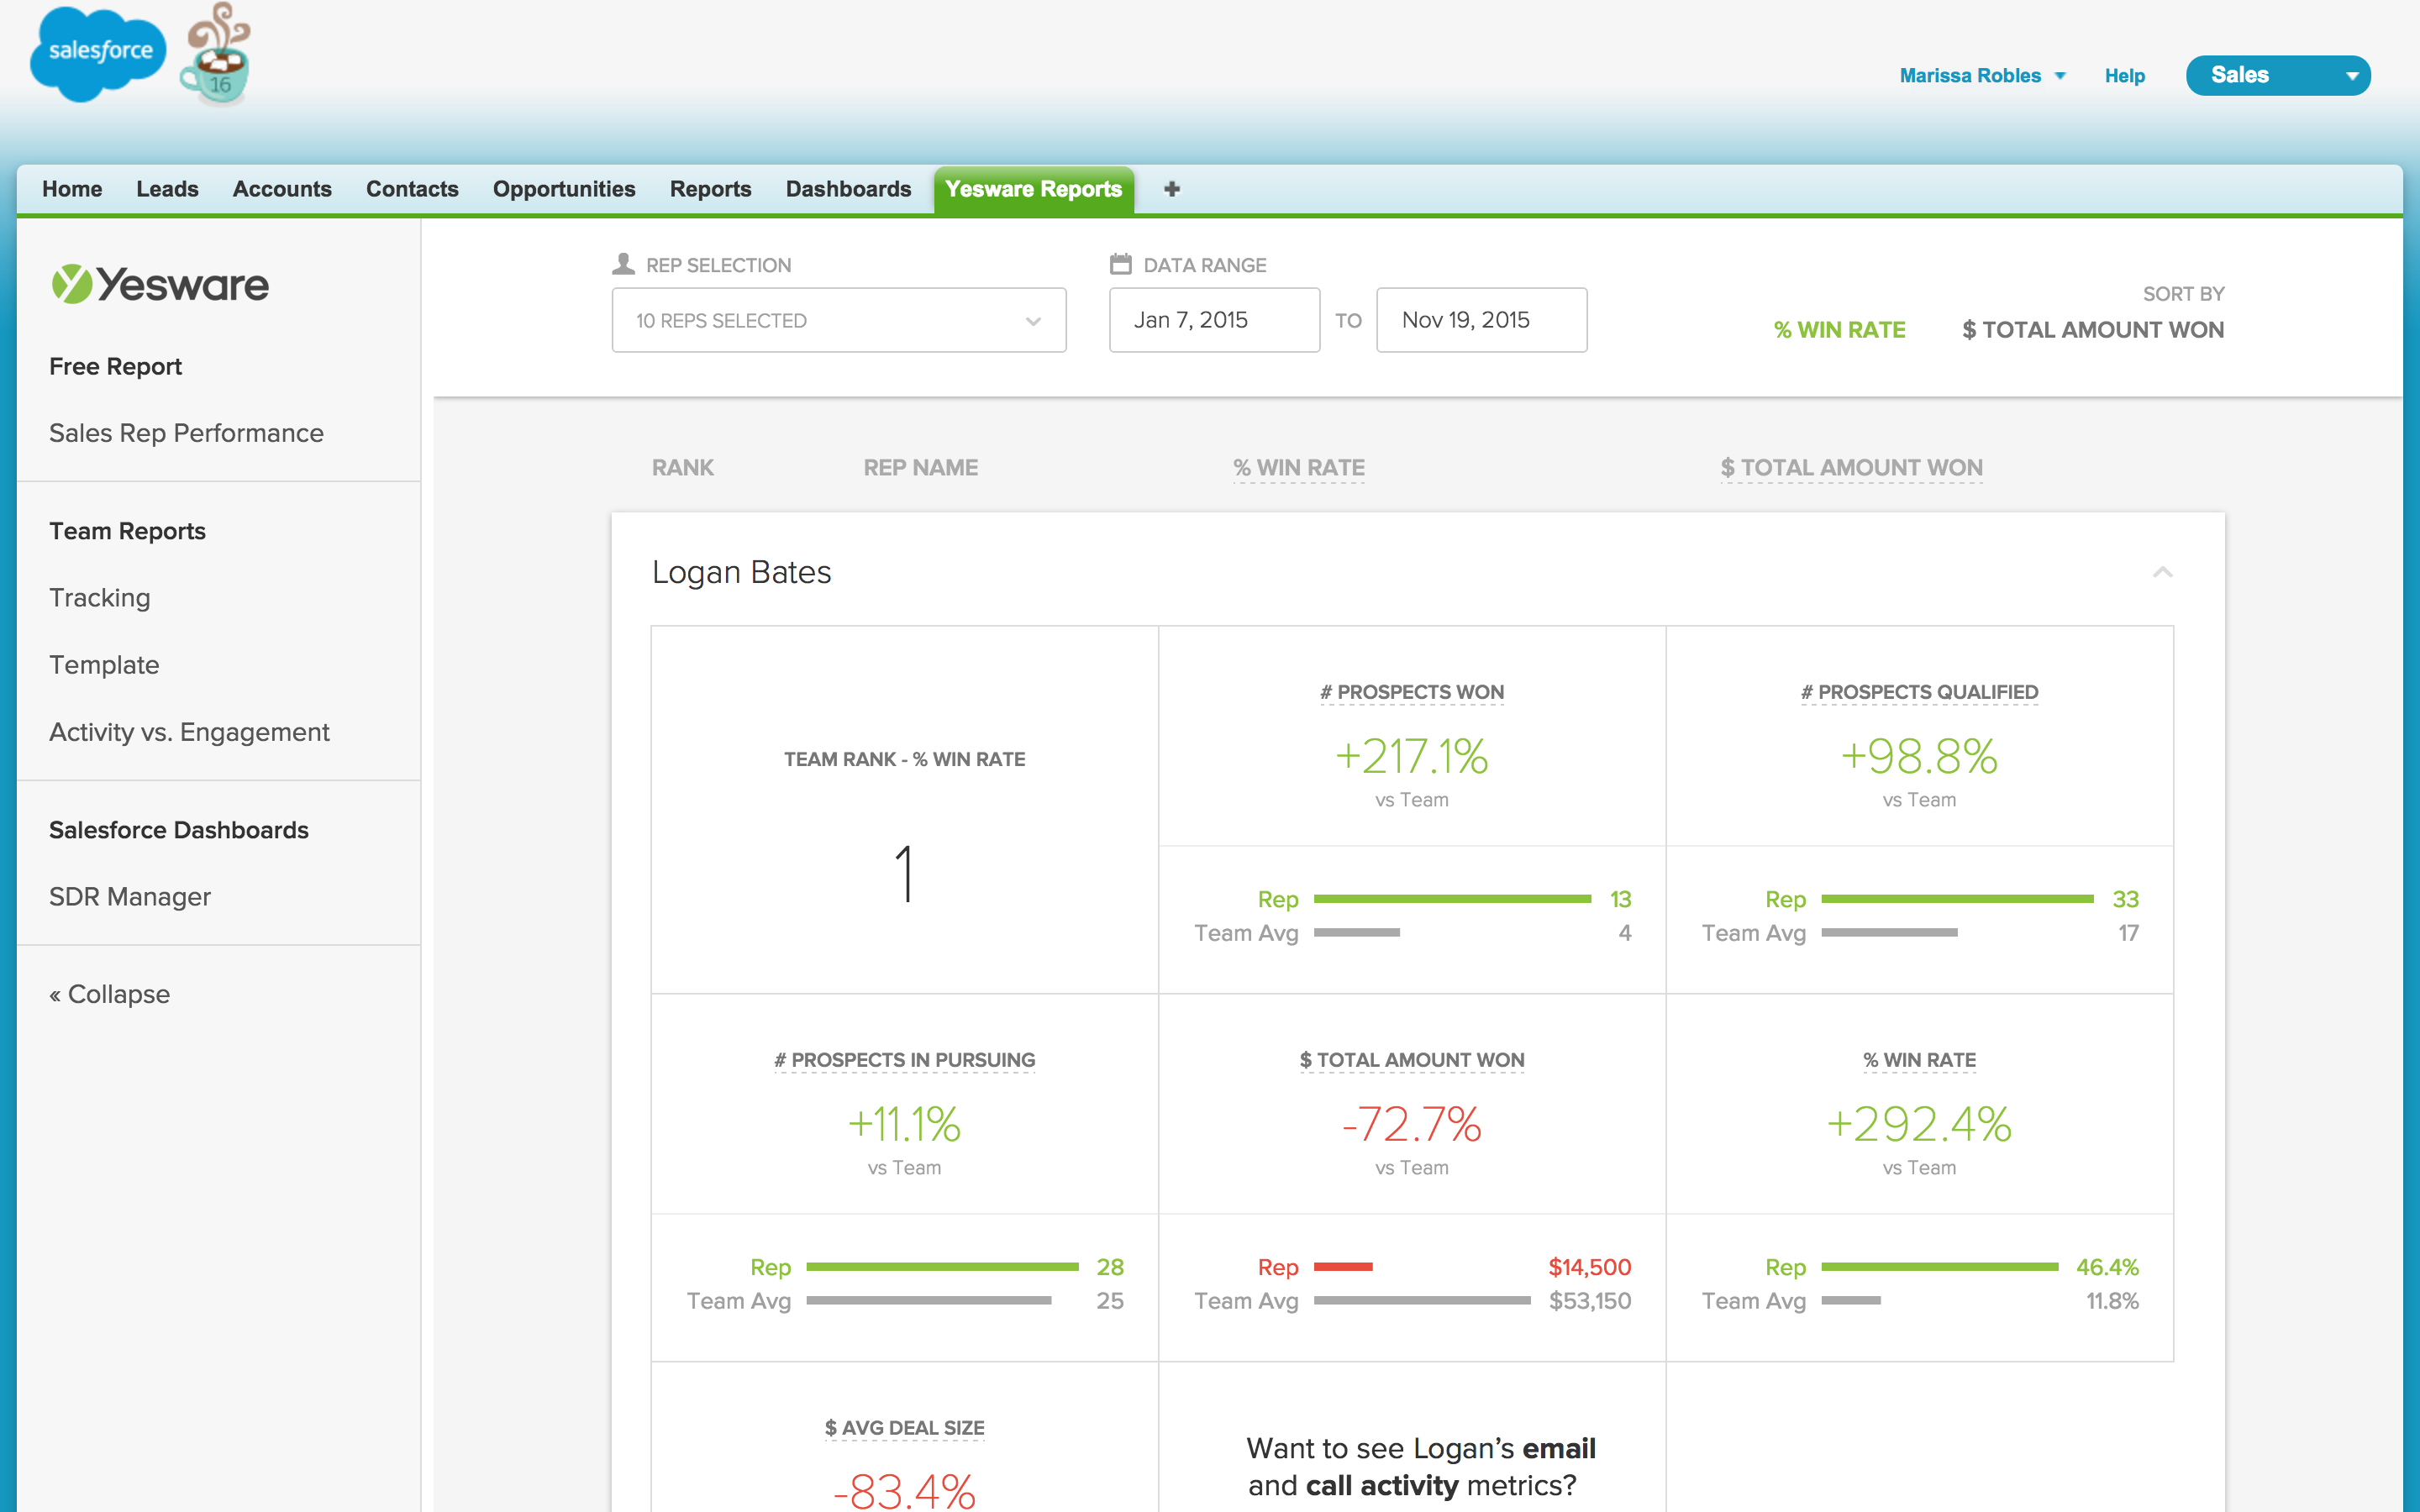 salesforce
16
Marissa Robles
Help
Sales
Home Leads Accounts Contacts Opportunities Reports Dashboards Yesware Reports
Yesware
Free Report
Sales Rep Performance
Team Reports
Tracking
Template
Activity vs. Engagement
Salesforce Dashboards
SDR Manager
« Collapse
REP SELECTION
10 REPS SELECTED
DATA RANGE
Jan 7, 2015 TO Nov 19, 2015
SORT BY
% WIN RATE $ TOTAL AMOUNT WON
RANK REP NAME % WIN RATE $ TOTAL AMOUNT WON
Logan Bates
TEAM RANK - % WIN RATE
1
# PROSPECTS WON
+217.1%
vs Team
Rep 13
Team Avg 4
# PROSPECTS QUALIFIED
+98.8%
vs Team
Rep 33
Team Avg 17
# PROSPECTS IN PURSUING
+11.1%
vs Team
Rep 28
Team Avg 25
$ TOTAL AMOUNT WON
-72.7%
vs Team
Rep $14,500
Team Avg $53,150
% WIN RATE
+292.4%
vs Team
Rep 46.4%
Team Avg 11.8%
$ AVG DEAL SIZE
-83.4%
Want to see Logan’s email
and call activity metrics?